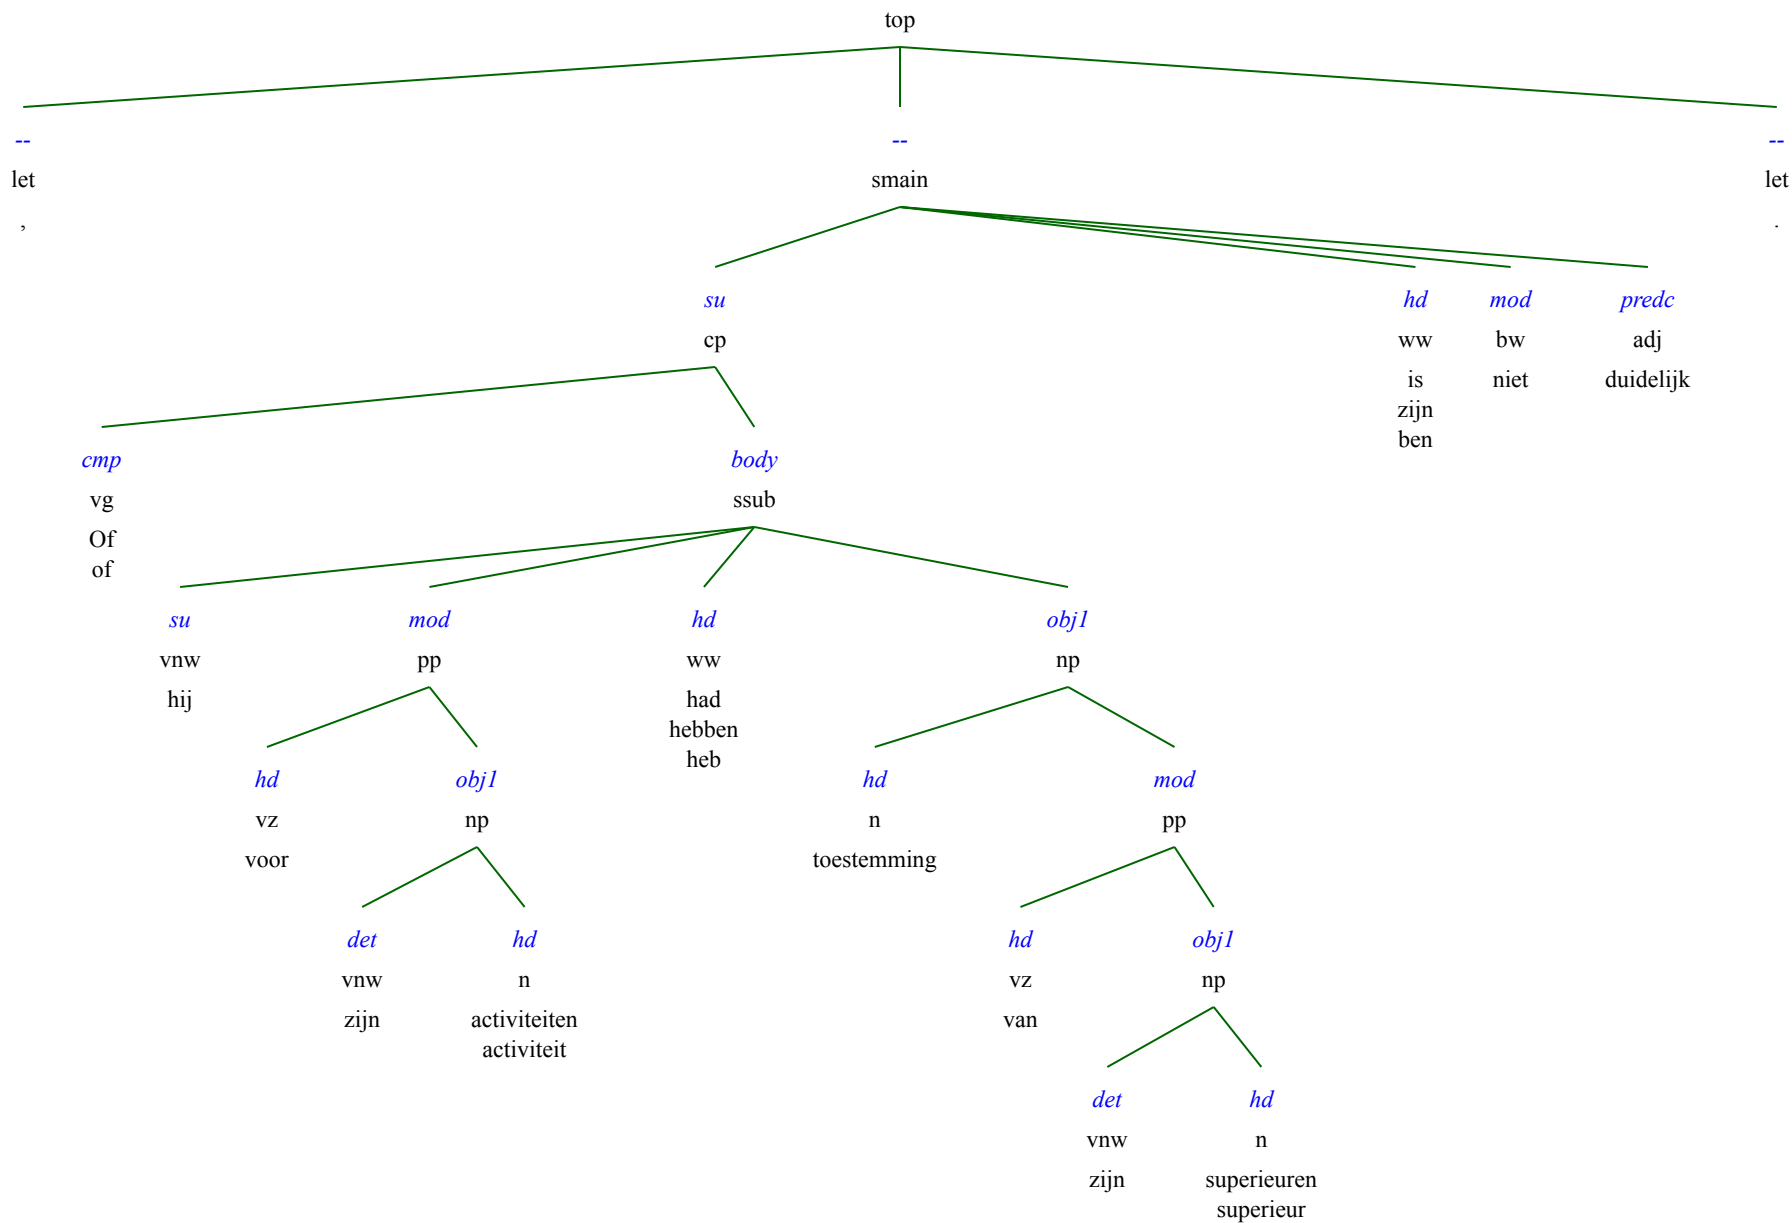 top
-- -- --
let smain let
, .
su hd mod predc
cp ww bw adj
is niet duidelijk
zijn
ben
cmp body
vg ssub
Of
of
su mod hd obj1
vnw pp ww np
hij had
hebben
heb
hd obj1 hd mod
vz np n pp
voor toestemming
det hd hd obj1
vnw n vz np
zijn activiteiten van
activiteit
det hd
vnw n
zijn superieuren
superieur